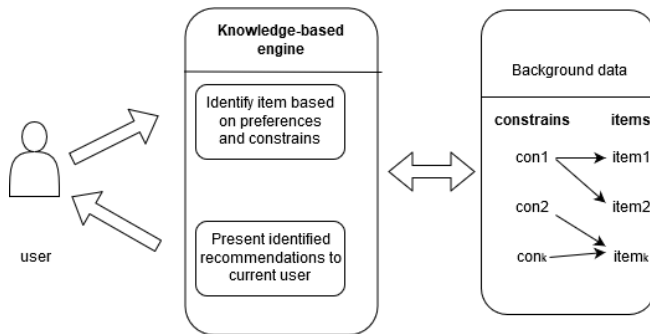 user
Knowledge-based
engine
Identify item based
on preferences
and constrains
Present identified
recommendations to
current user
Background data
constrains items
con1 item1
con2 item2
conk itemk